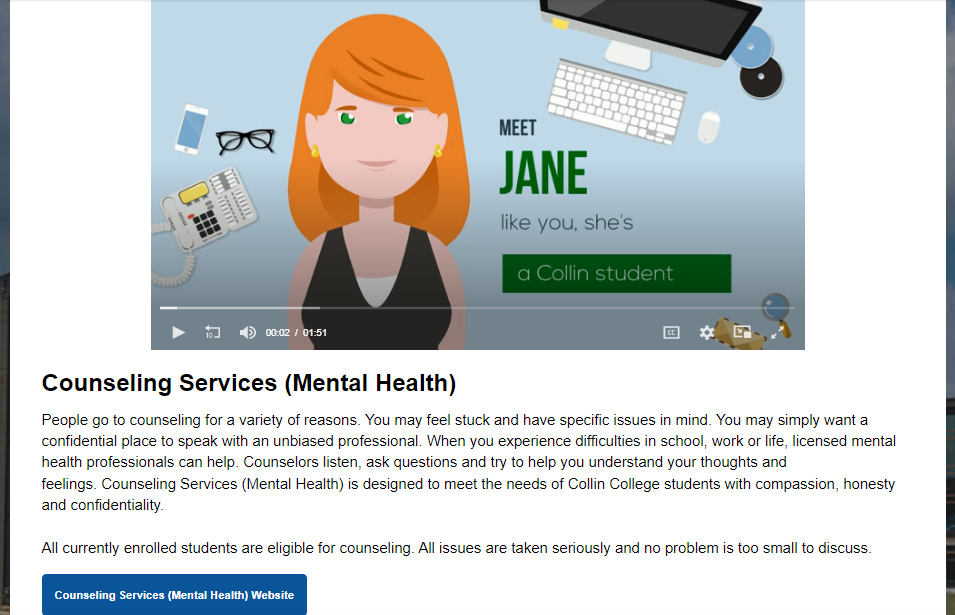 MEET
JANE
like you, she's
a Collin student
10
00:02 / 01:51
CC
Counseling Services (Mental Health)
People go to counseling for a variety of reasons. You may feel stuck and have specific issues in mind. You may simply want a
confidential place to speak with an unbiased professional. When you experience difficulties in school, work or life, licensed mental
health professionals can help. Counselors listen, ask questions and try to help you understand your thoughts and
feelings. Counseling Services (Mental Health) is designed to meet the needs of Collin College students with compassion, honesty
and confidentiality.
All currently enrolled students are eligible for counseling. All issues are taken seriously and no problem is too small to discuss.
Counseling Services (Mental Health) Website